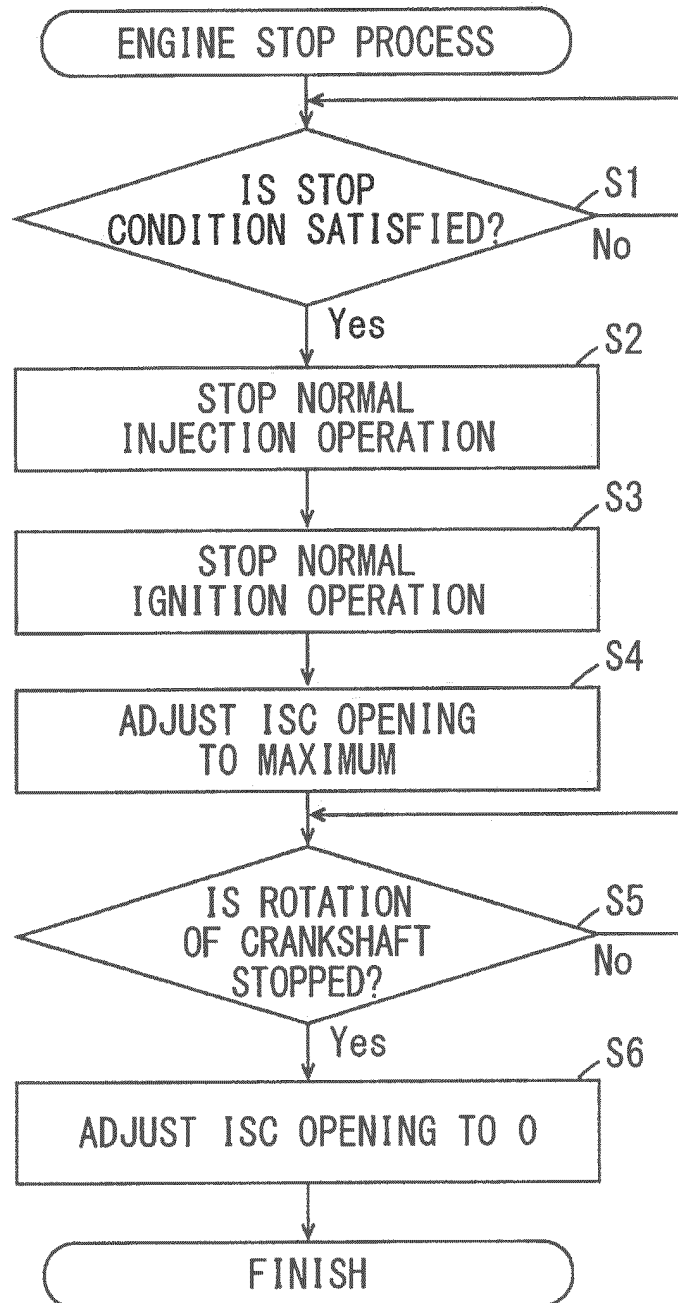 ENGINE STOP PROCESS
IS STOP
CONDITION SATISFIED?
S1
No
Yes
S2
STOP NORMAL
INJECTION OPERATION
S3
STOP NORMAL
IGNITION OPERATION
S4
ADJUST ISC OPENING
TO MAXIMUM
IS ROTATION
OF CRANKSHAFT
STOPPED?
S5
No
Yes
S6
ADJUST ISC OPENING TO 0
FINISH